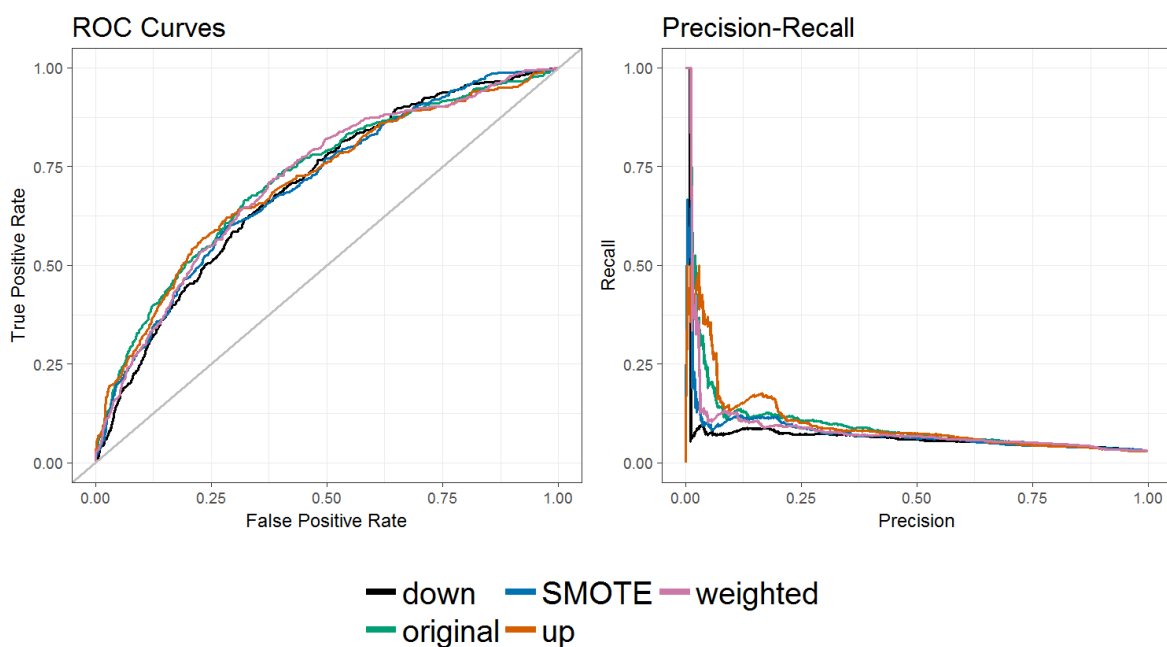 ROC Curves
1.00
0.75
0.50
0.25
0.00
True Positive Rate
0.00 0.25 0.50 0.75 1.00
False Positive Rate
Precision-Recall
1.00
0.75
0.50
0.25
0.00
Recall
0.00 0.25 0.50 0.75 1.00
Precision
down SMOTE weighted
original up